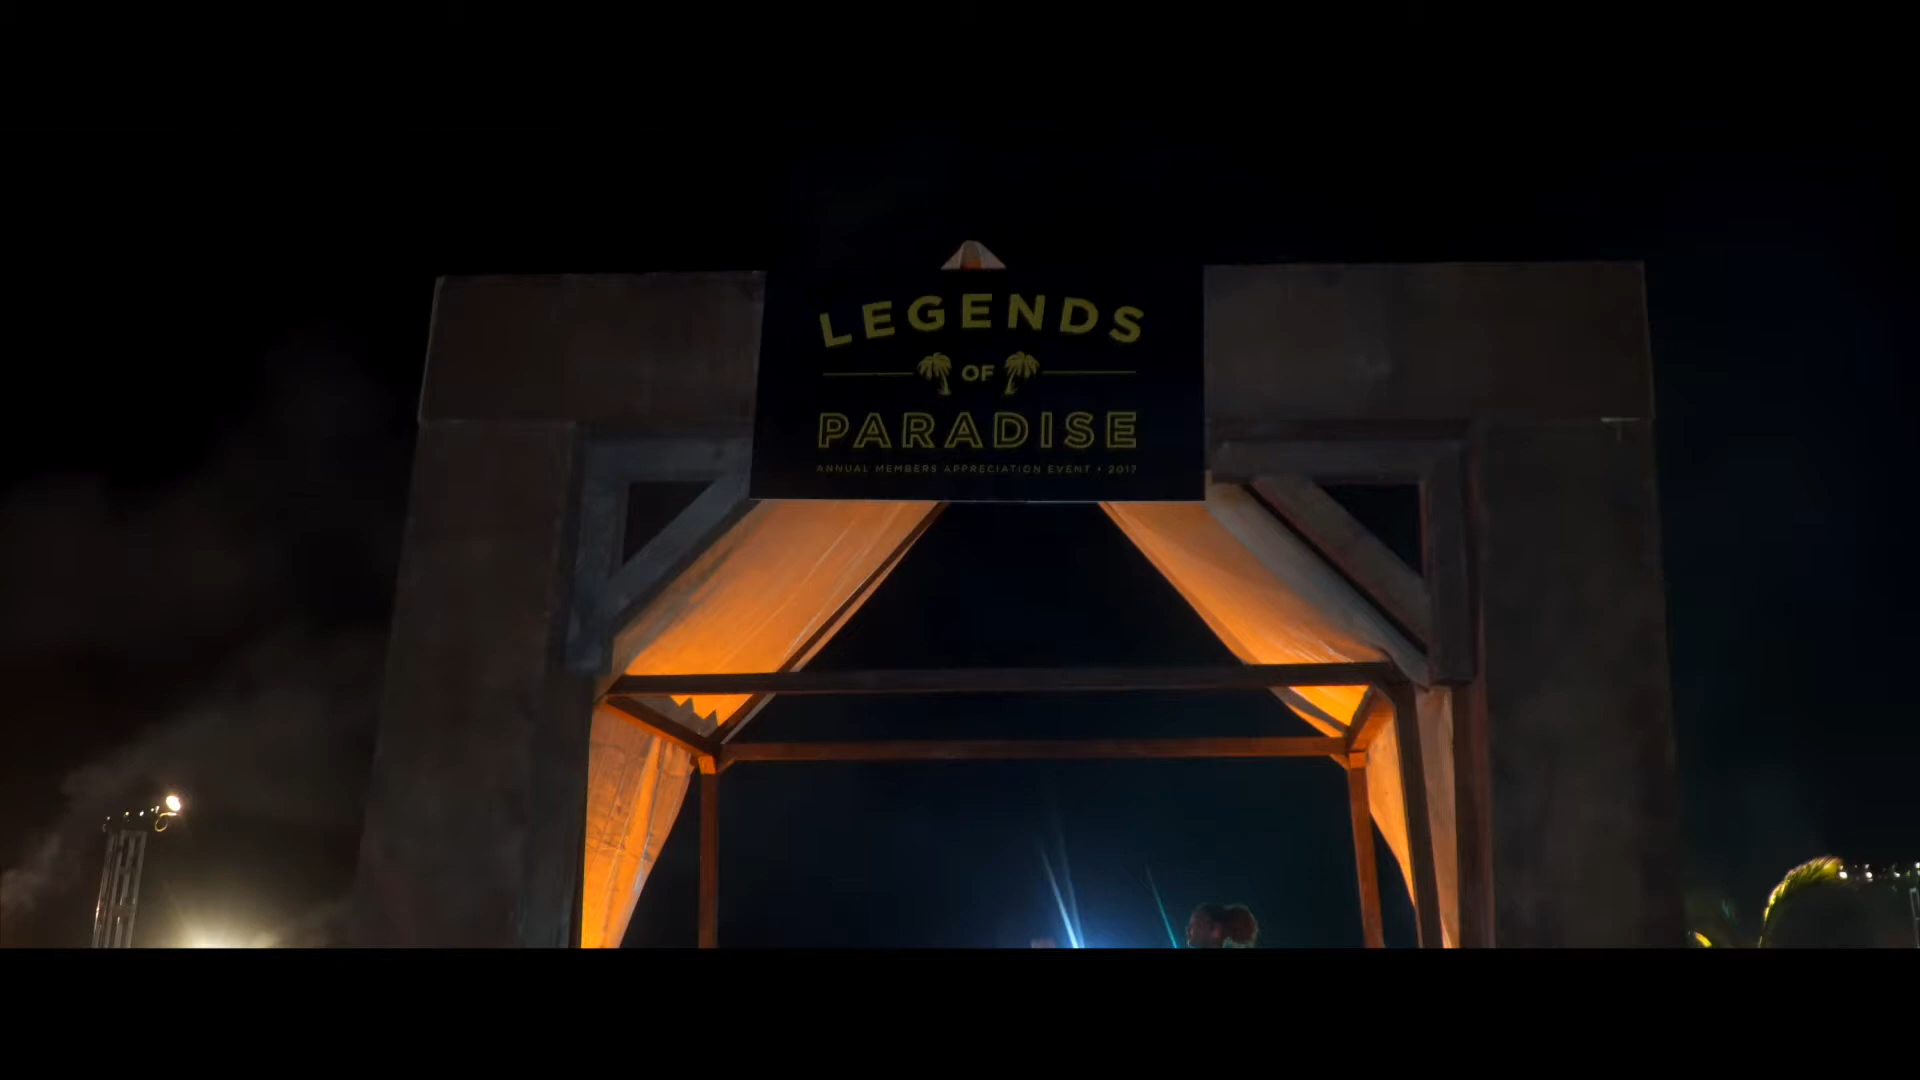 LEGENDS
OF
PARADISE
ANNUAL MEMBERS APPRECIATION EVENT • 2017